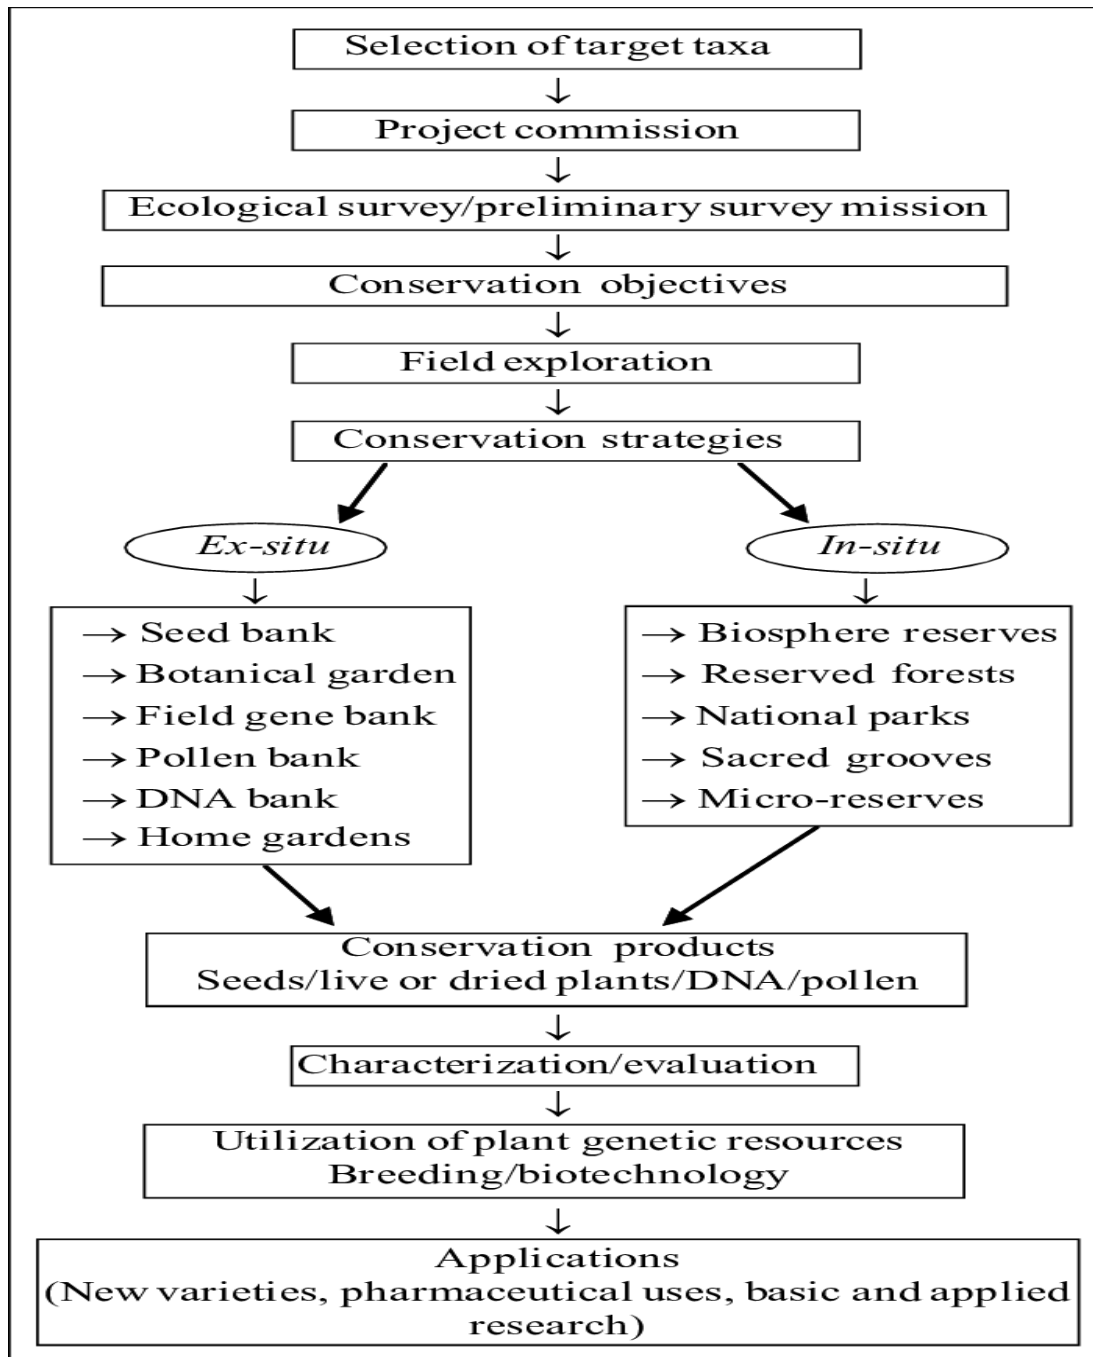 Selection of target taxa
↓
Project commission
↓
Ecological survey/preliminary survey mission
↓
Conservation objectives
↓
Field exploration
↓
Conservation strategies
Ex-situ
↓
→ Seed bank
→ Botanical garden
→ Field gene bank
→ Pollen bank
→ DNA bank
→ Home gardens
In-situ
↓
→ Biosphere reserves
→ Reserved forests
→ National parks
→ Sacred grooves
→ Micro-reserves
Conservation products
Seeds/live or dried plants/DNA/pollen
↓
Characterization/evaluation
↓
Utilization of plant genetic resources
Breeding/biotechnology
↓
Applications
(New varieties, pharmaceutical uses, basic and applied
research)